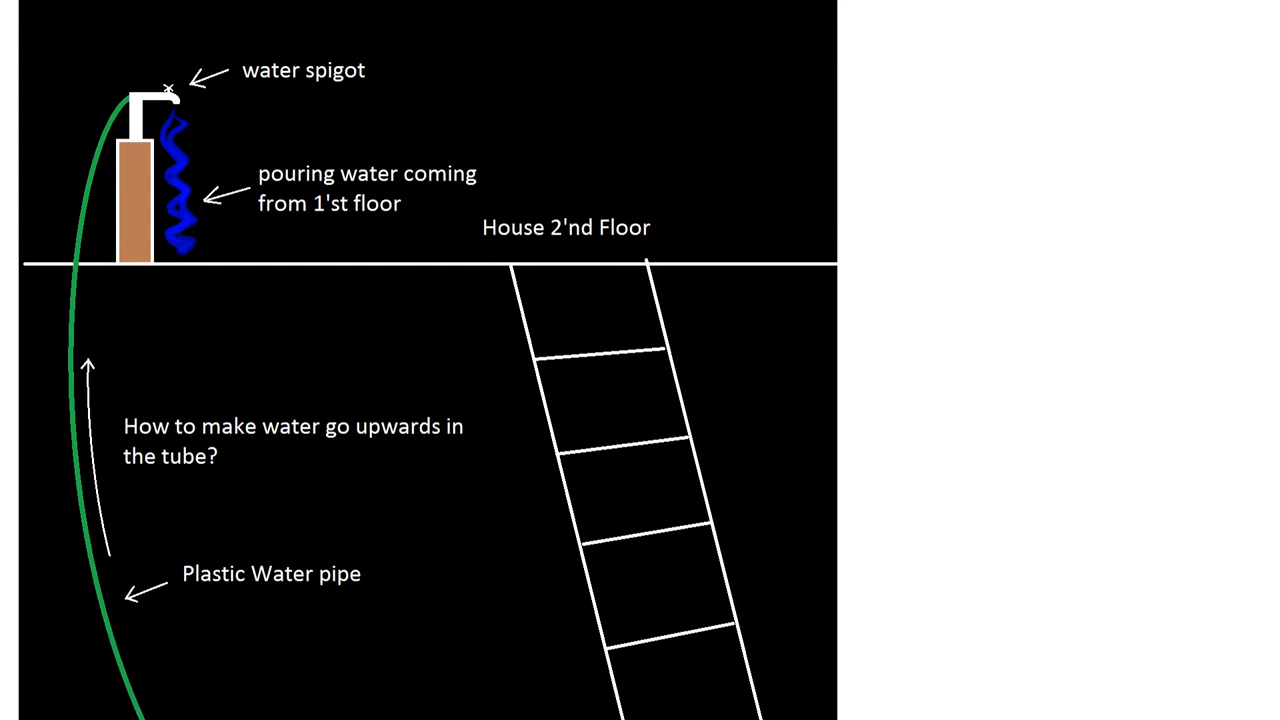 water spigot
pouring water coming
from 1'st floor
House 2'nd Floor
How to make water go upwards in
the tube?
Plastic Water pipe